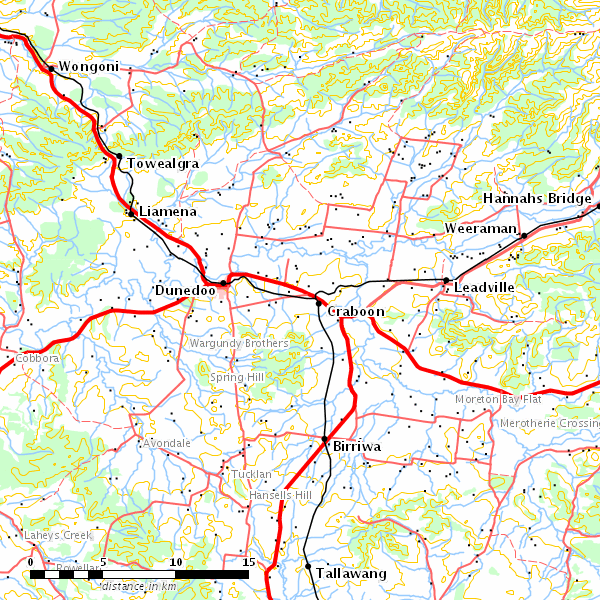 Wongoni
Towealgra
Hannahs Bridge
Liamena
Weeraman
Dunedoo
Leadville
Craboon
Wargundy Brothers
Cobbora
Spring Hill
Moreton Bay Flat
Merotherie Crossing
Avondale
Birriwa
Tucklan
Hansells Hill
Laheys Creek
0 5 10 15
Rowellan
Tallawang
*distance in km